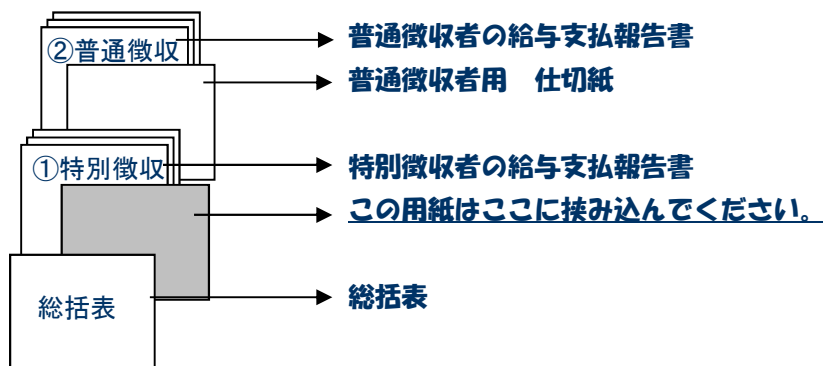 ②普通徴収
普通徴収者の給与支払報告書
普通徴収者用　仕切紙
①特別徴収
特別徴収者の給与支払報告書
この用紙はここに挟み込んでください。
総括表
総括表